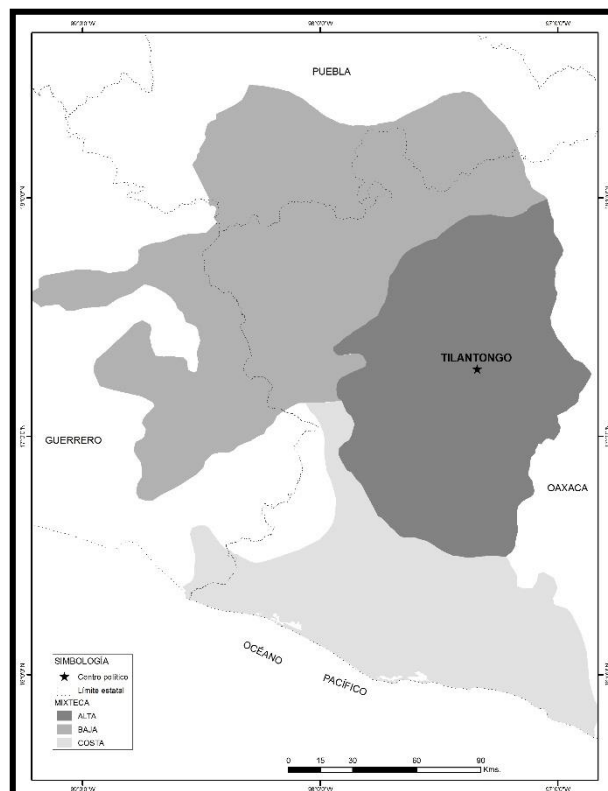 PUEBLA
TILANTONGO
GUERRERO
OAXACA
OCÉANO
PACÍFICO
SIMBOLOGÍA
Centro político
Límite estatal
MIXTECA
ALTA
BAJA
COSTA
0 15 30 60 90
Kms.